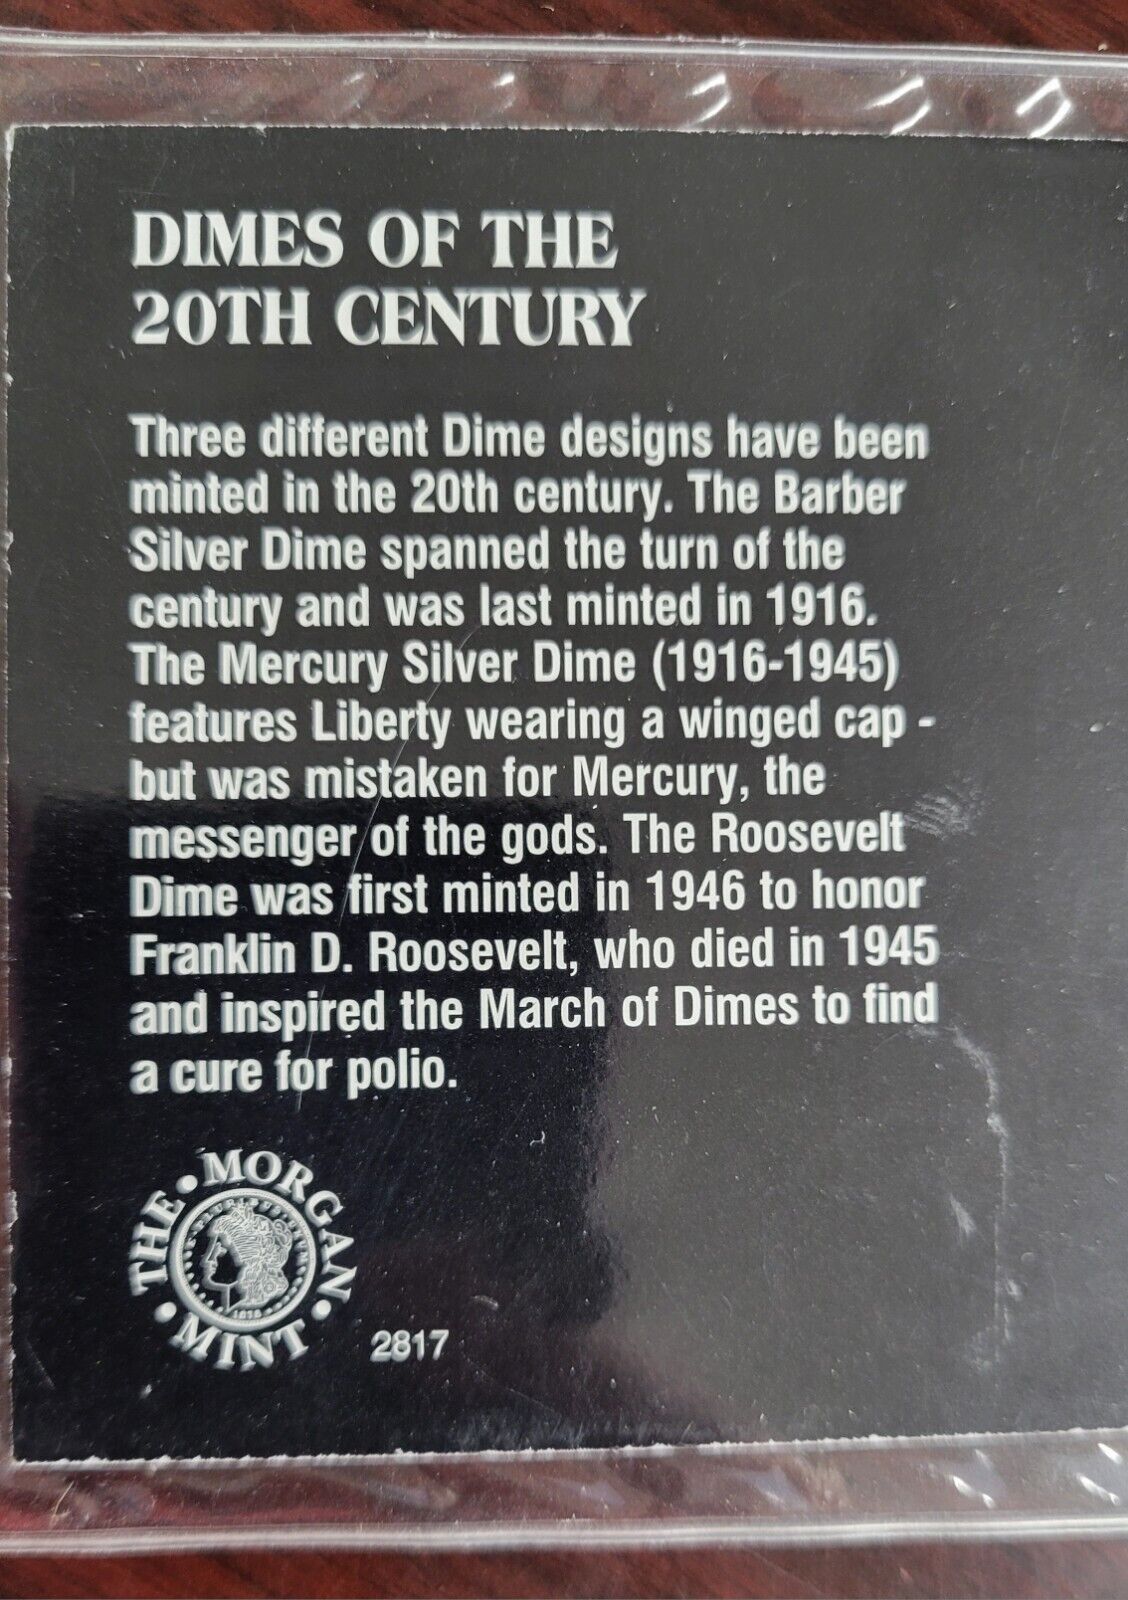 DIMES OF THE
20TH CENTURY
Three different Dime designs have been
minted in the 20th century. The Barber
Silver Dime spanned the turn of the
century and was last minted in 1916.
The Mercury Silver Dime (1916-1945)
features Liberty wearing a winged cap -
but was mistaken for Mercury, the
messenger of the gods. The Roosevelt
Dime was first minted in 1946 to honor
Franklin D. Roosevelt, who died in 1945
and inspired the March of Dimes to find
a cure for polio.
THE • MORGAN • MINT •
E·PLURIBUS·UNUM
1878
2817